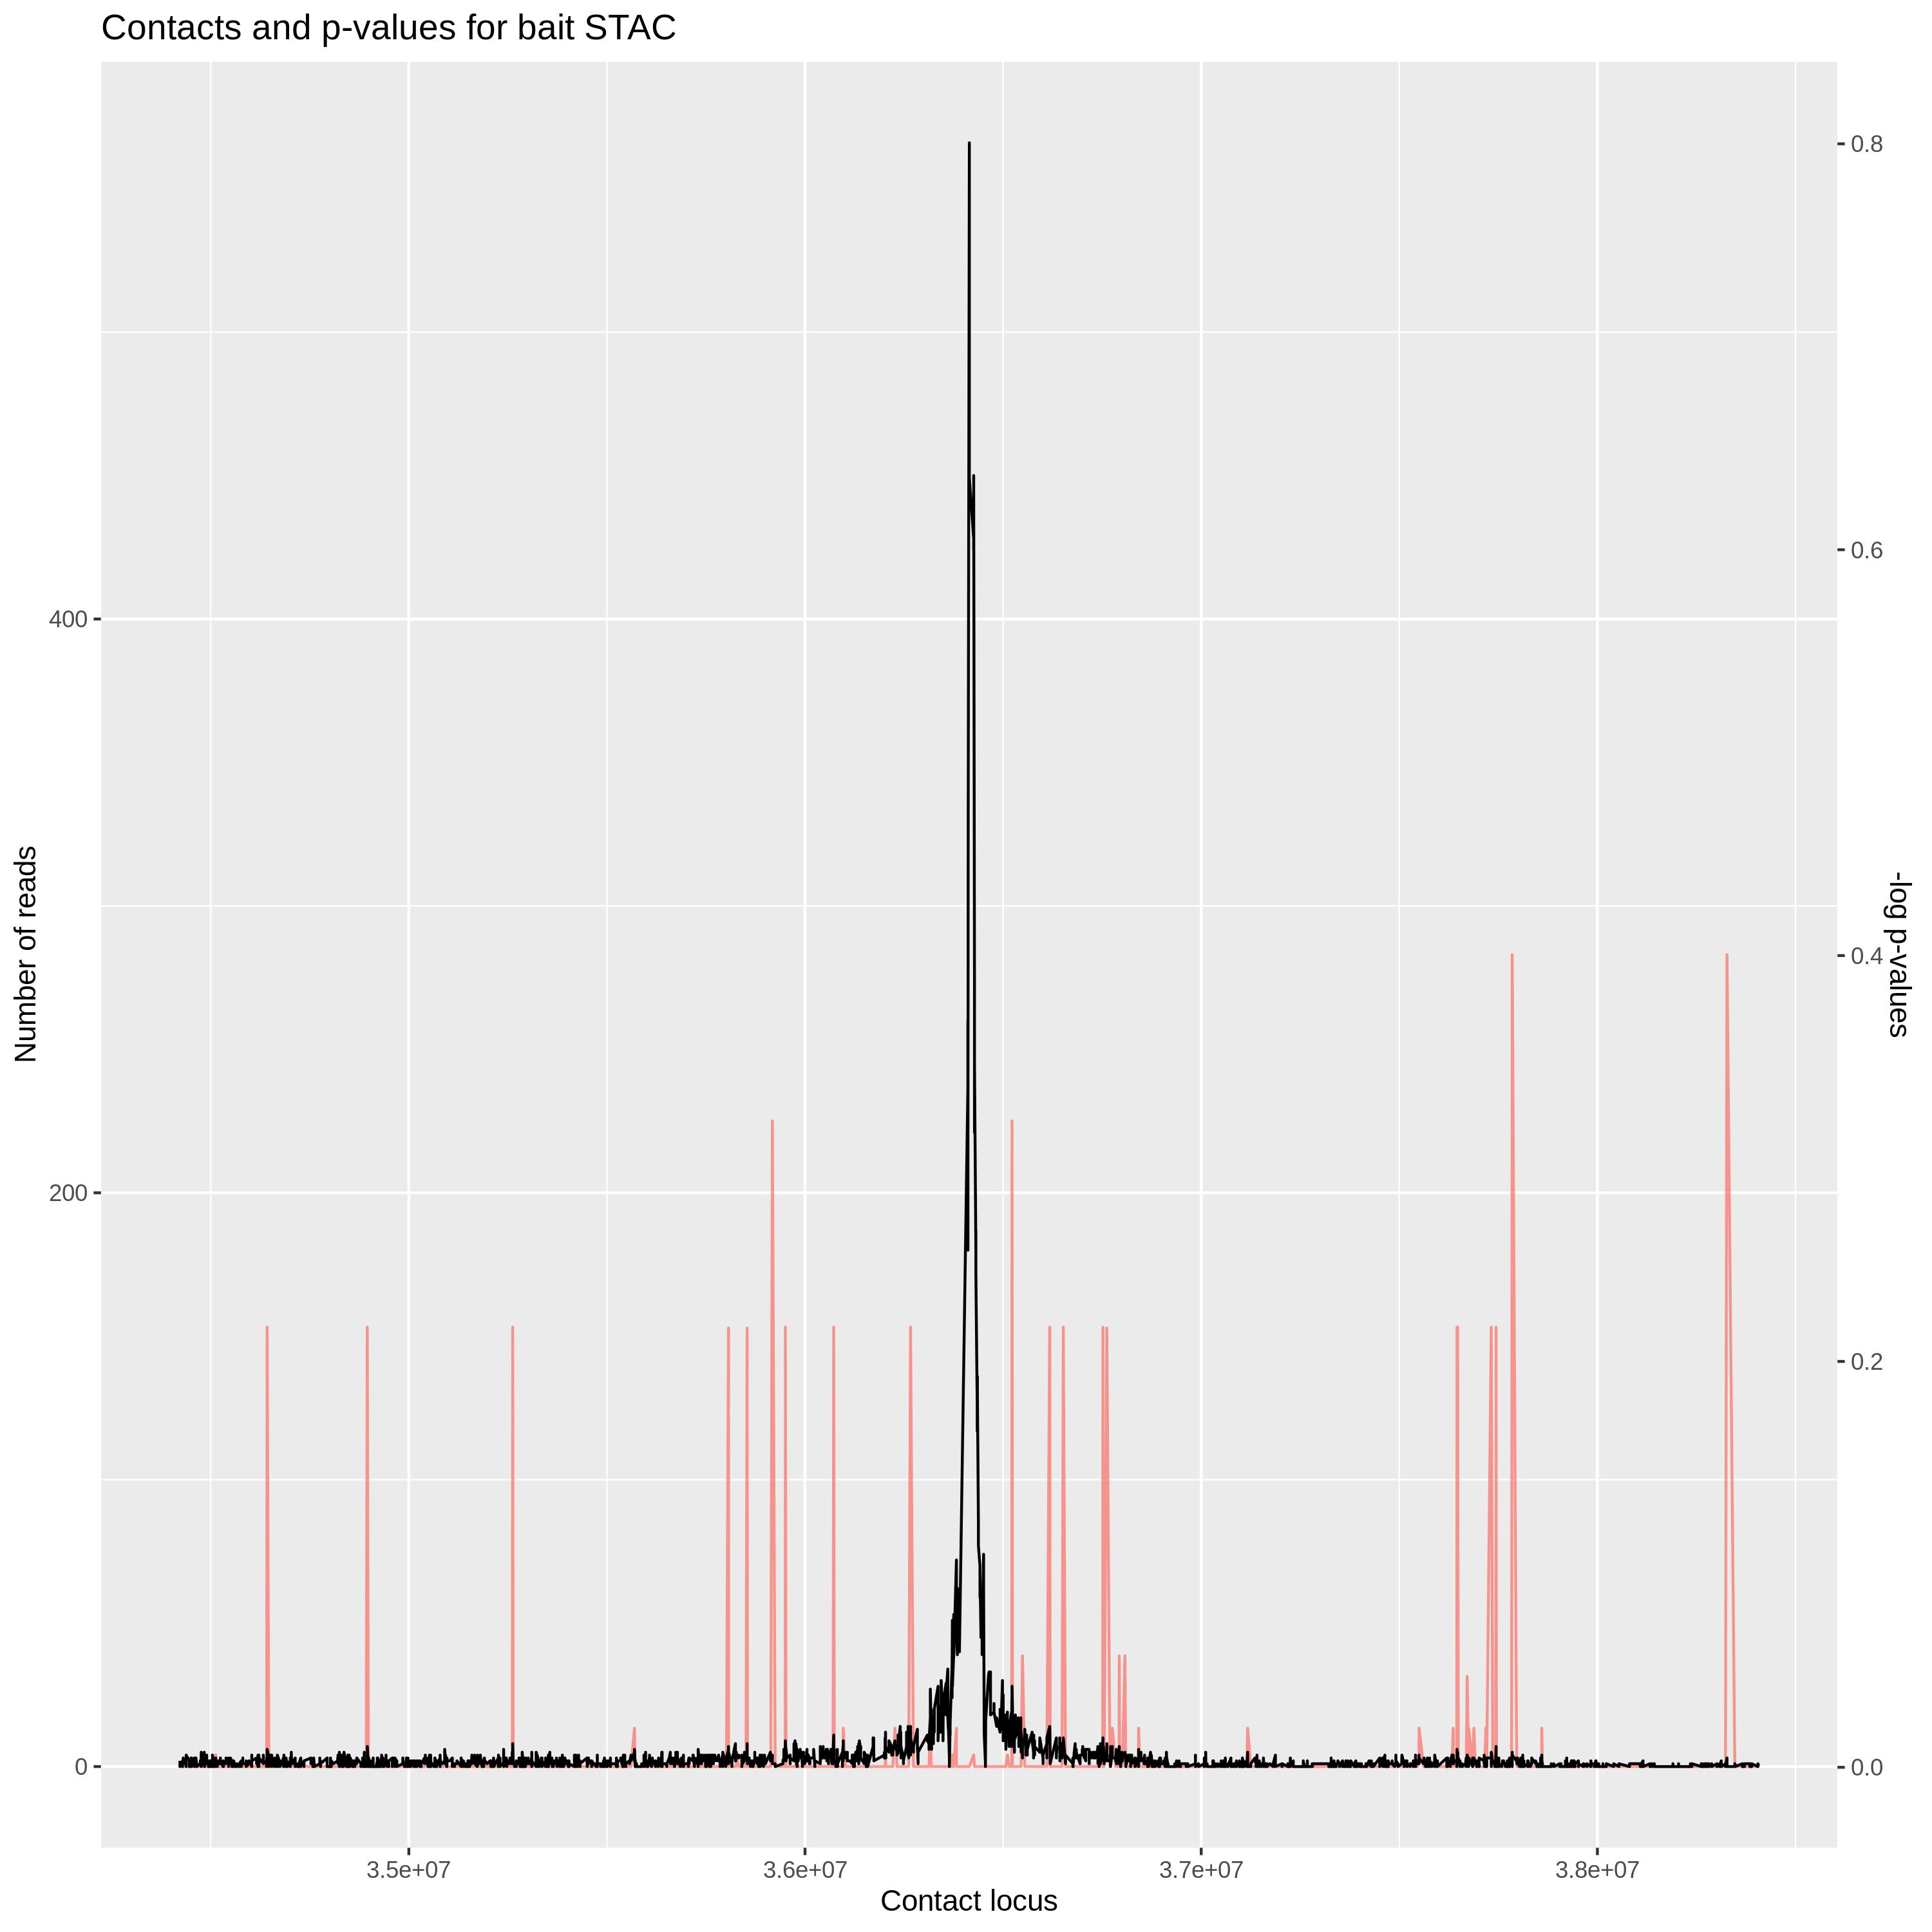 Contacts and p-values for bait STAC
Number of reads
400
200
0
0.8
0.6
0.4
0.2
0.0
-log p-values
3.5e+07 3.6e+07 3.7e+07 3.8e+07
Contact locus